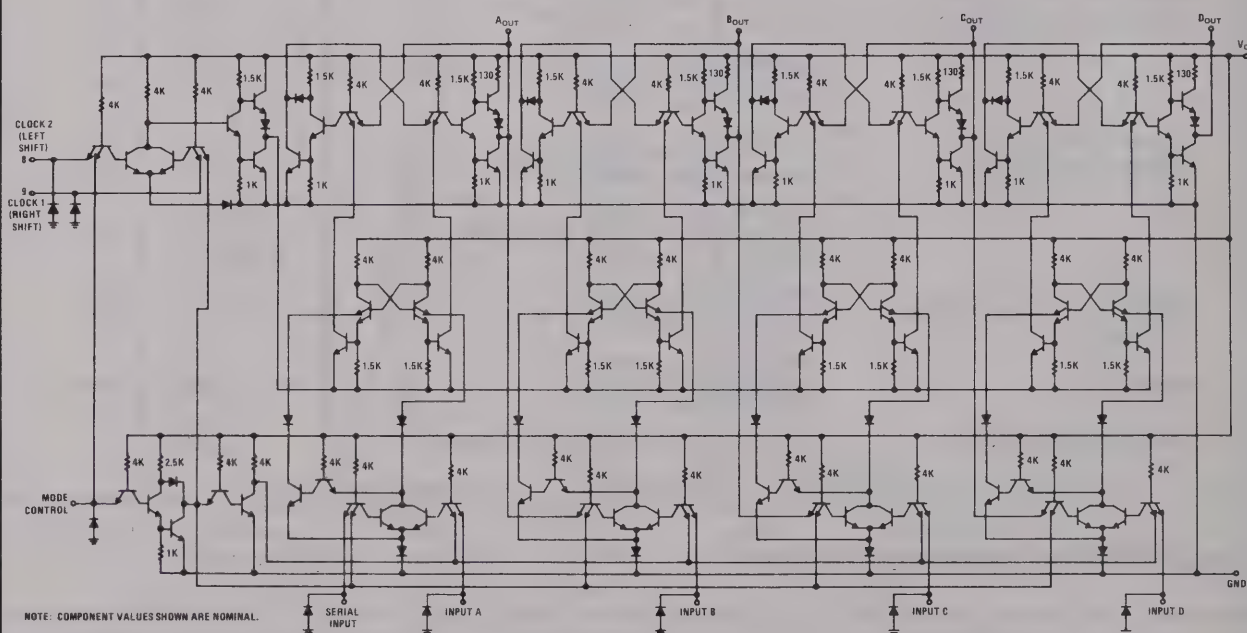 A_OUT B_OUT C_OUT D_OUT
1.5K 1.5K 1.5K 130 1.5K 1.5K 130 1.5K 1.5K 130 1.5K 1.5K 130
4K 4K 4K 4K 4K 4K 4K 4K 4K 4K 4K
CLOCK 2
(LEFT
SHIFT)
8
9
CLOCK 1
(RIGHT
SHIFT)
1K 1K 1K 1K 1K 1K 1K 1K 1K
4K 4K 4K 4K 4K 4K 4K 4K
1.5K 1.5K 1.5K 1.5K 1.5K 1.5K 1.5K 1.5K
MODE
CONTROL
4K 2.5K 4K 4K 4K 4K 4K 4K 4K 4K 4K 4K 4K 4K 4K 4K
1K
GND
NOTE: COMPONENT VALUES SHOWN ARE NOMINAL.
SERIAL
INPUT
INPUT A INPUT B INPUT C INPUT D